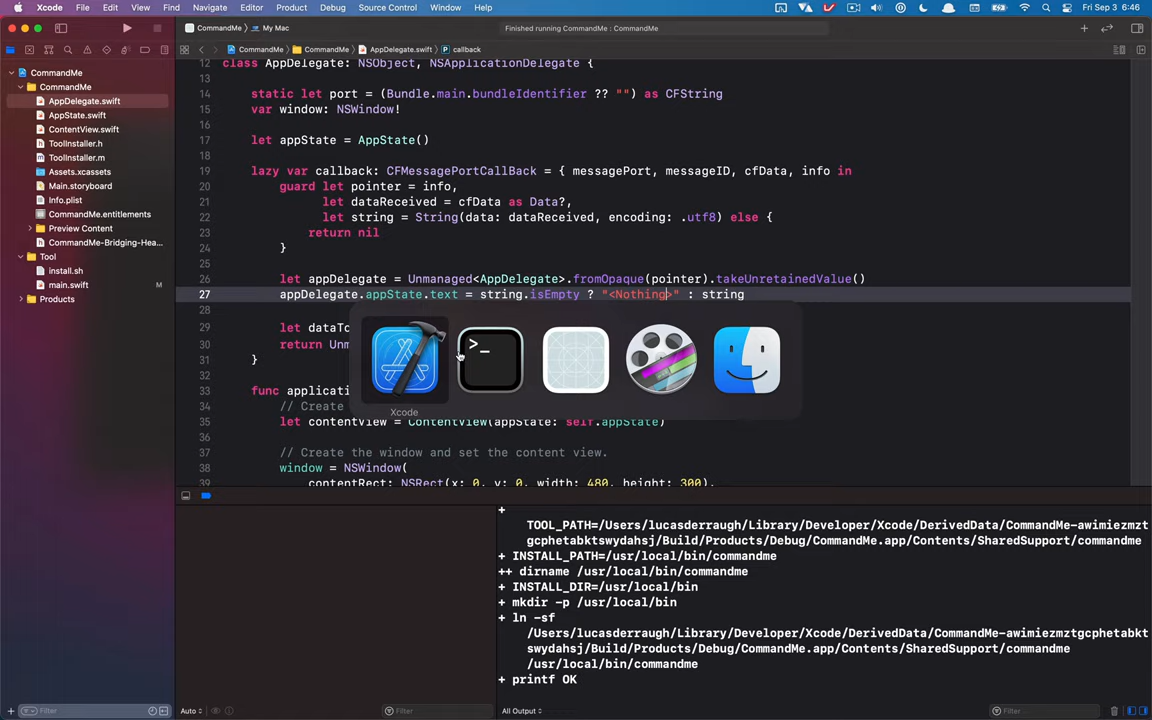 Xcode File Edit View Find Navigate Editor Product Debug Source Control Window Help Fri Sep 3 6:46
CommandMe My Mac Finished running CommandMe : CommandMe
CommandMe CommandMe AppDelegate.swift P callback
CommandMe
CommandMe
AppDelegate.swift
AppState.swift
ContentView.swift
ToolInstaller.h
ToolInstaller.m
Assets.xcassets
Main.storyboard
Info.plist
CommandMe.entitlements
Preview Content
CommandMe-Bridging-Hea...
Tool
install.sh
main.swift M
Products
Filter
12 class AppDelegate: NSObject, NSApplicationDelegate {
13
14 static let port = (Bundle.main.bundleIdentifier ?? "") as CFString
15 var window: NSWindow!
16
17 let appState = AppState()
18
19 lazy var callback: CFMessagePortCallBack = { messagePort, messageID, cfData, info in
20 guard let pointer = info,
21 let dataReceived = cfData as Data?,
22 let string = String(data: dataReceived, encoding: .utf8) else {
23 return nil
24 }
25
26 let appDelegate = Unmanaged<AppDelegate>.fromOpaque(pointer).takeUnretainedValue()
27 appDelegate.appState.text = string.isEmpty ? "<Nothing>" : string
28
29 let dataTo
30 return Unm
31 }
32
33 func applicati
34 // Create
35 let contentView = ContentView(appState: self.appState)
36
37 // Create the window and set the content view.
38 window = NSWindow(
39 contentRect: NSRect(x: 0, y: 0, width: 480, height: 300),
>_
Xcode
+
TOOL_PATH=/Users/lucasderraugh/Library/Developer/Xcode/DerivedData/CommandMe-awimiezmzt
gcphetabktswydahsj/Build/Products/Debug/CommandMe.app/Contents/SharedSupport/commandme
+ INSTALL_PATH=/usr/local/bin/commandme
++ dirname /usr/local/bin/commandme
+ INSTALL_DIR=/usr/local/bin
+ mkdir -p /usr/local/bin
+ ln -sf
/Users/lucasderraugh/Library/Developer/Xcode/DerivedData/CommandMe-awimiezmztgcphetabkt
swydahsj/Build/Products/Debug/CommandMe.app/Contents/SharedSupport/commandme
/usr/local/bin/commandme
+ printf OK
Auto Filter All Output Filter